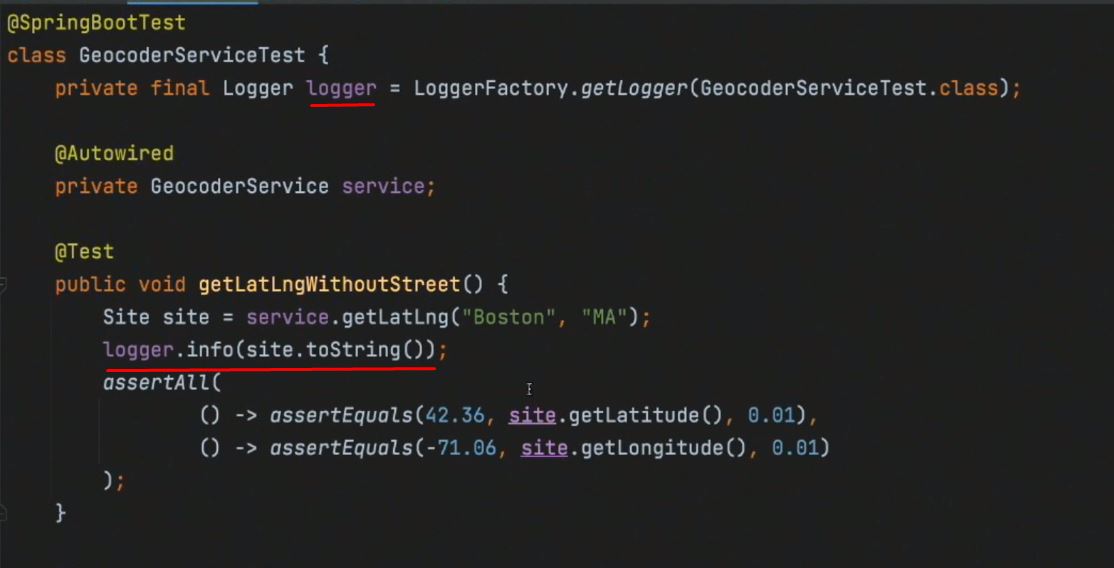 @SpringBootTest
class GeocoderServiceTest {
    private final Logger logger = LoggerFactory.getLogger(GeocoderServiceTest.class);

    @Autowired
    private GeocoderService service;

    @Test
    public void getLatLngWithoutStreet() {
        Site site = service.getLatLng("Boston", "MA");
        logger.info(site.toString());
        assertAll(
                () -> assertEquals(42.36, site.getLatitude(), 0.01),
                () -> assertEquals(-71.06, site.getLongitude(), 0.01)
        );
    }